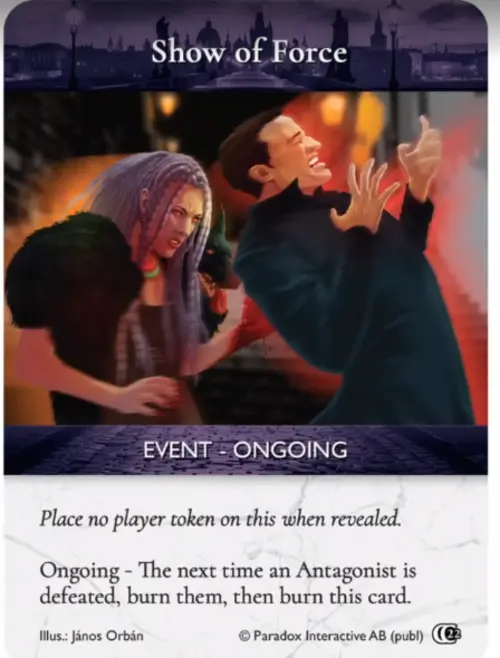 Show of Force
EVENT - ONGOING
Place no player token on this when revealed.
Ongoing - The next time an Antagonist is
defeated, burn them, then burn this card.
Illus.: János Orbán
© Paradox Interactive AB (publ)
22